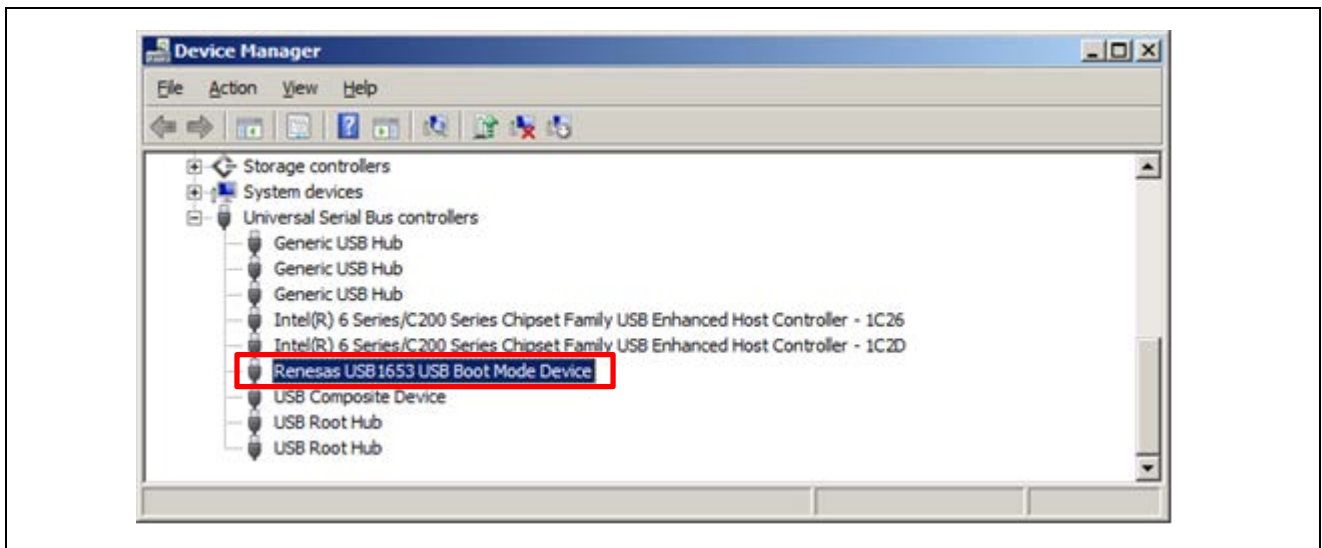 Device Manager
File Action View Help
Storage controllers
System devices
Universal Serial Bus controllers
Generic USB Hub
Generic USB Hub
Generic USB Hub
Intel(R) 6 Series/C200 Series Chipset Family USB Enhanced Host Controller - 1C26
Intel(R) 6 Series/C200 Series Chipset Family USB Enhanced Host Controller - 1C2D
Renesas USB1653 USB Boot Mode Device
USB Composite Device
USB Root Hub
USB Root Hub